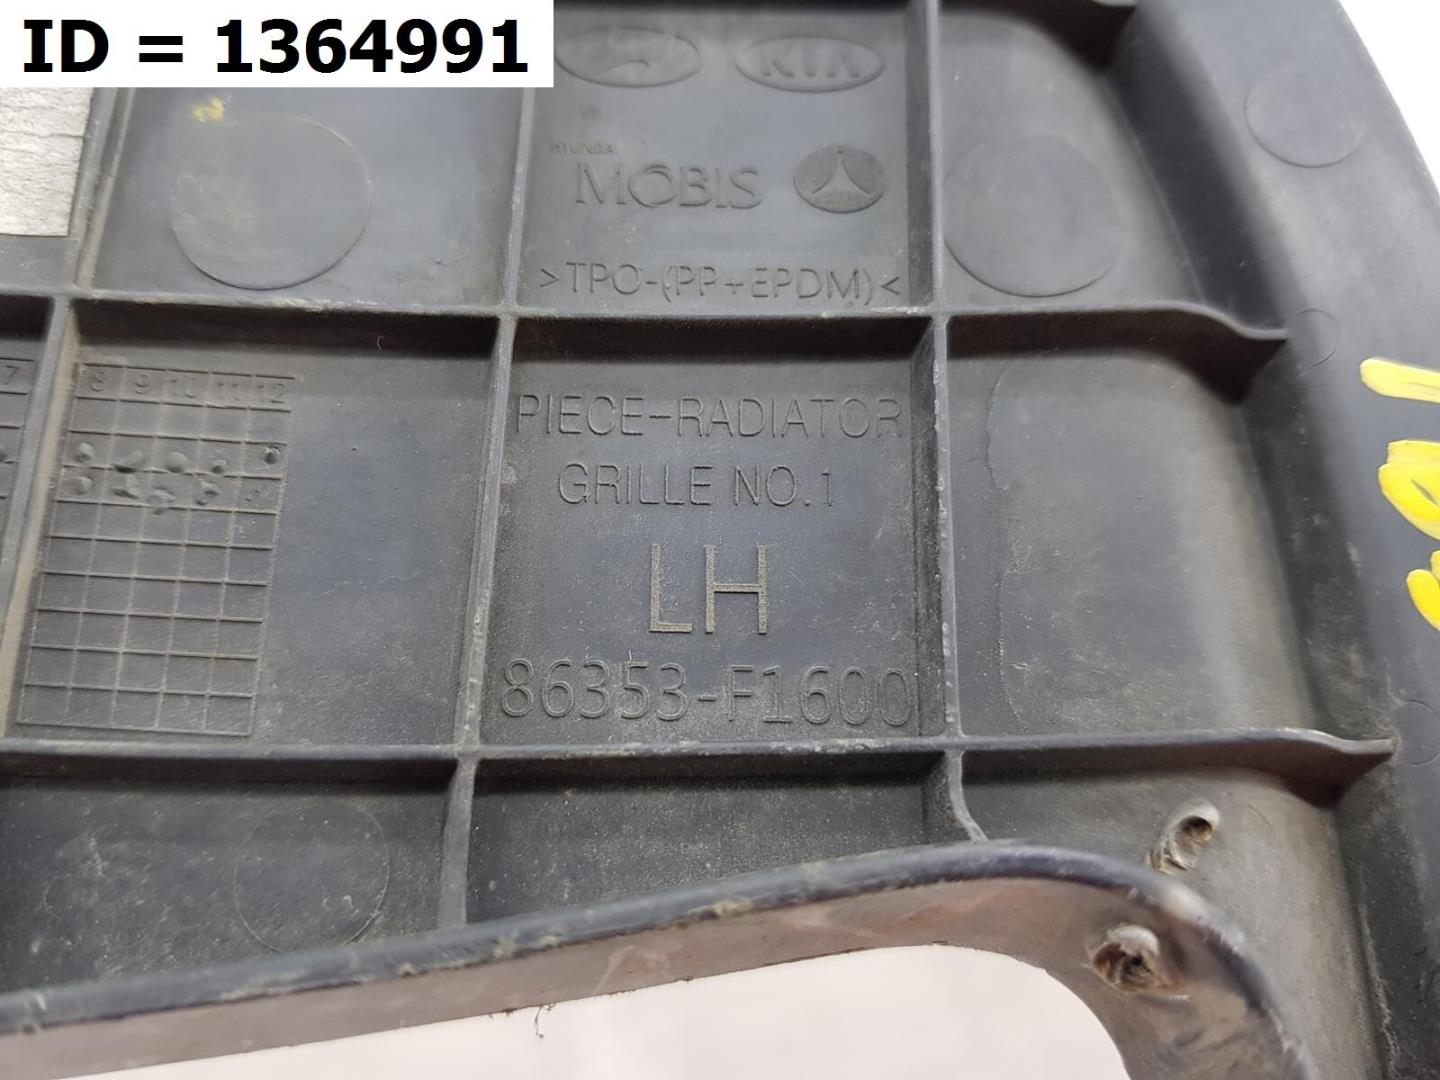 ID = 1364991
KIA
HYUNDAI
MOBIS
>TPO-(PP+EPDM)<
7 8 9 10 11 12
PIECE-RADIATOR
GRILLE NO.1
LH
86353-F1600